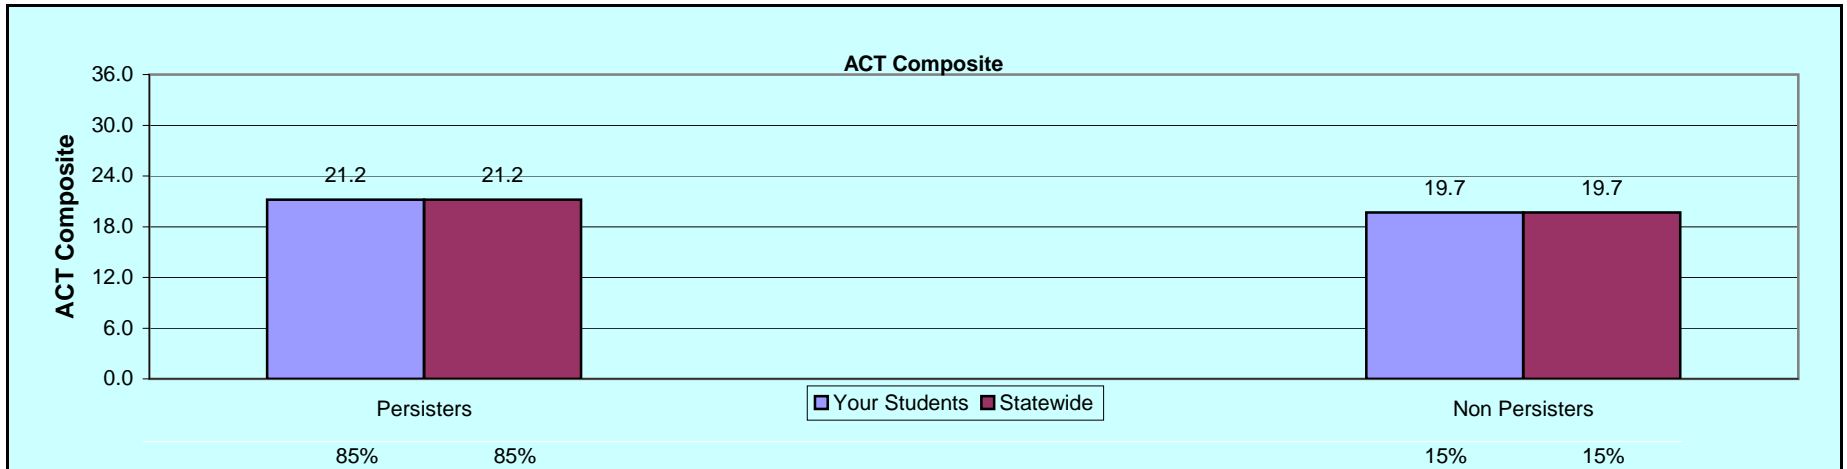 ACT Composite
36.0
30.0
24.0
18.0
12.0
6.0
0.0
ACT Composite
21.2 21.2 19.7 19.7
Persisters Non Persisters
Your Students Statewide
85% 85% 15% 15%